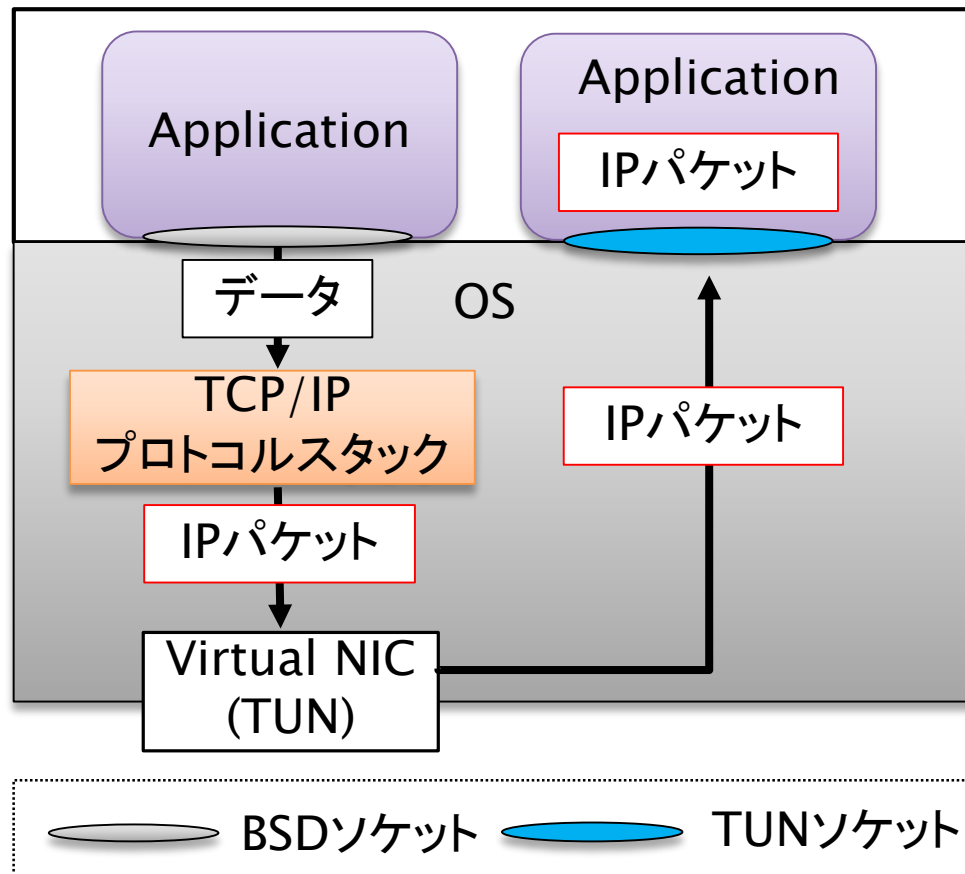 Application
Application
IPパケット
データ
OS
TCP/IP
プロトコルスタック
IPパケット
IPパケット
Virtual NIC
(TUN)
BSDソケット
TUNソケット